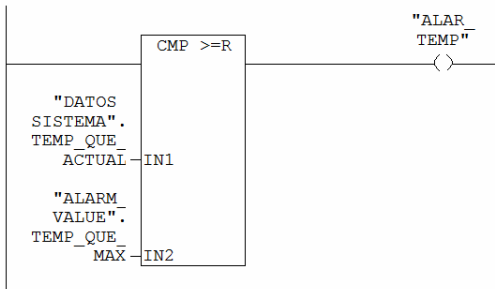 "ALAR_
TEMP"
CMP >=R
"DATOS
SISTEMA".
TEMP_QUE_
ACTUAL
IN1
"ALARM_
VALUE".
TEMP_QUE_
MAX
IN2